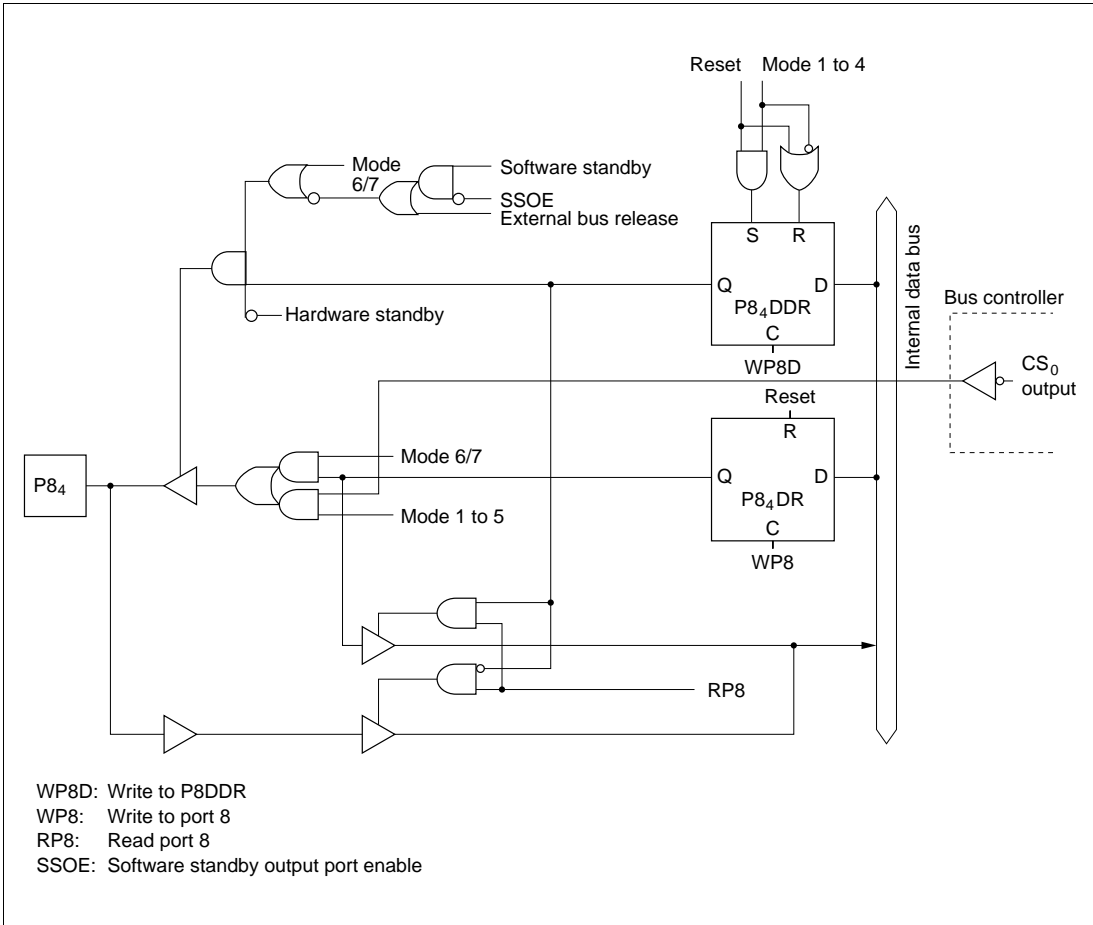 Reset Mode 1 to 4
Mode
6/7
Software standby
SSOE
External bus release
S R
Q D
P8₄DDR
C
WP8D
Hardware standby
Internal data bus
Bus controller
CS₀
output
Reset
R
Q D
P8₄DR
C
WP8
Mode 6/7
Mode 1 to 5
P8₄
RP8
WP8D: Write to P8DDR
WP8: Write to port 8
RP8: Read port 8
SSOE: Software standby output port enable